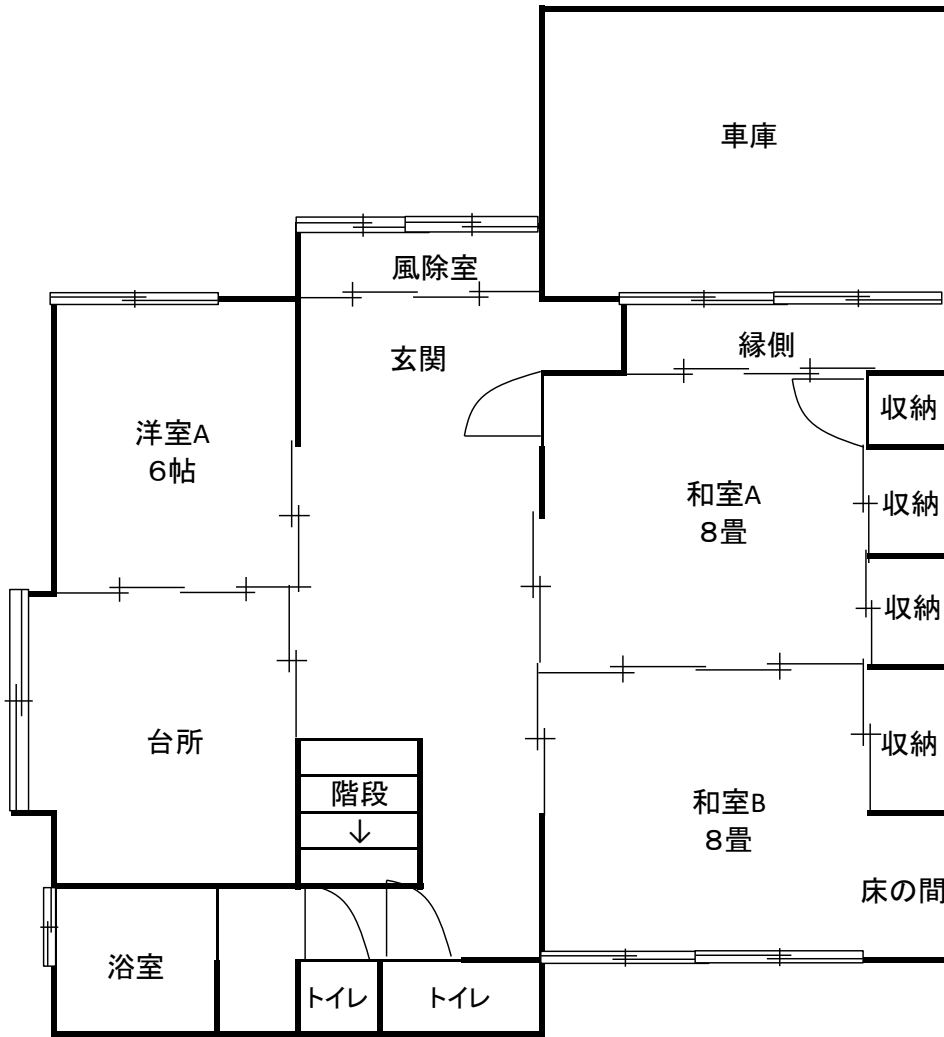 車庫
風除室
玄関
縁側
収納
洋室A
6帖
和室A
8畳
収納
収納
台所
収納
階段
↓
和室B
8畳
床の間
浴室
トイレ
トイレ